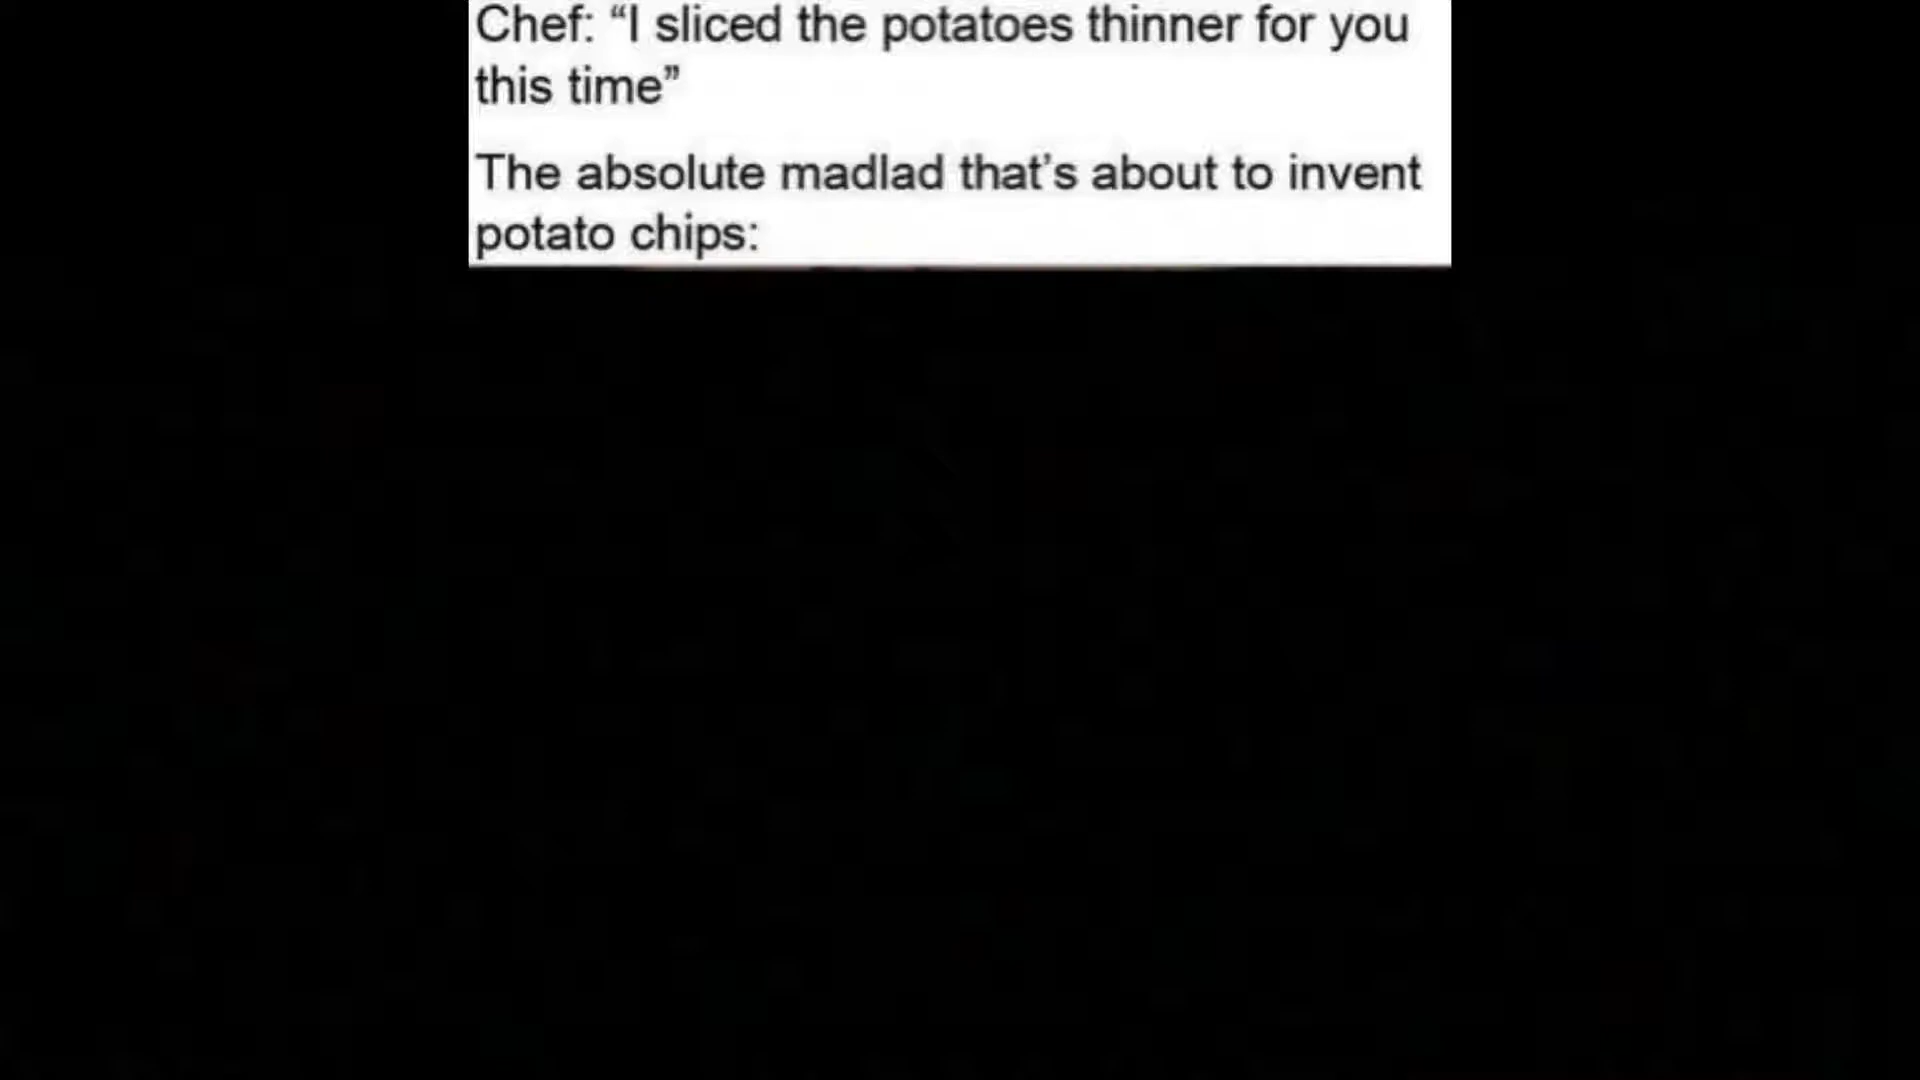 Chef: “I sliced the potatoes thinner for you
this time”
The absolute madlad that’s about to invent
potato chips: